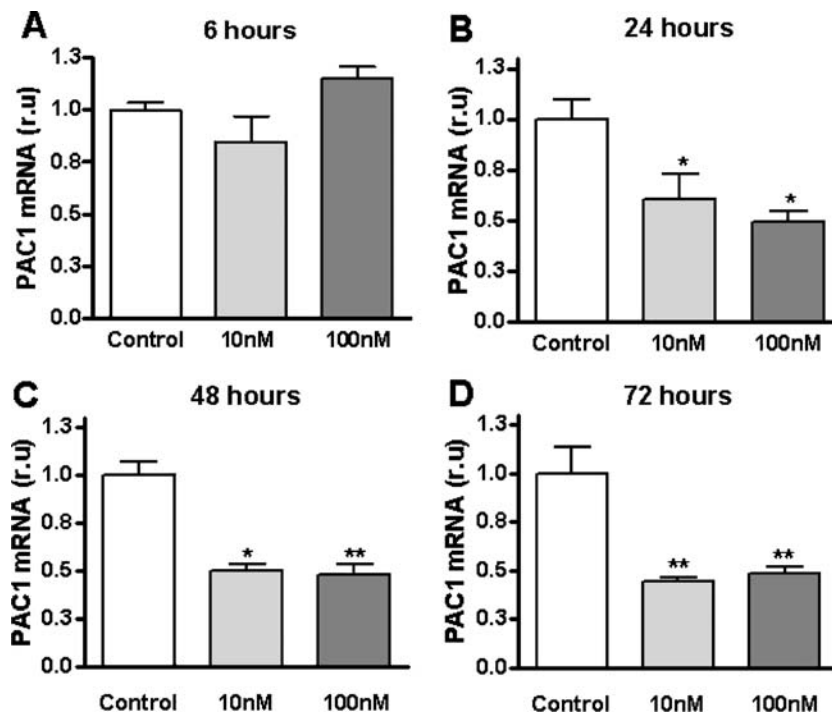 A
6 hours
PAC1 mRNA (r.u)
1.3
1.0
0.8
0.5
0.3
0.0
Control 10nM 100nM
B
24 hours
PAC1 mRNA (r.u)
1.3
1.0
0.8
0.5
0.3
0.0
*
*
Control 10nM 100nM
C
48 hours
PAC1 mRNA (r.u)
1.3
1.0
0.8
0.5
0.3
0.0
*
**
Control 10nM 100nM
D
72 hours
PAC1 mRNA (r.u)
1.3
1.0
0.8
0.5
0.3
0.0
**
**
Control 10nM 100nM